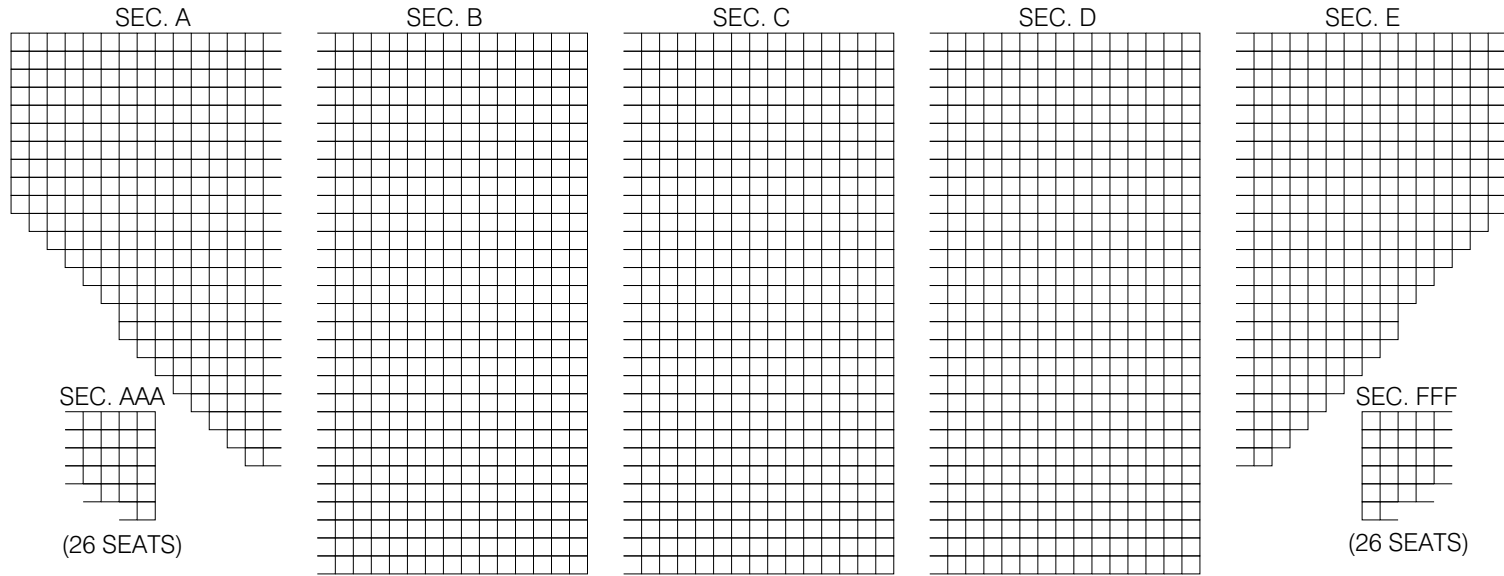 SEC. A
SEC. B
SEC. C
SEC. D
SEC. E
SEC. AAA
SEC. FFF
(26 SEATS)
(26 SEATS)